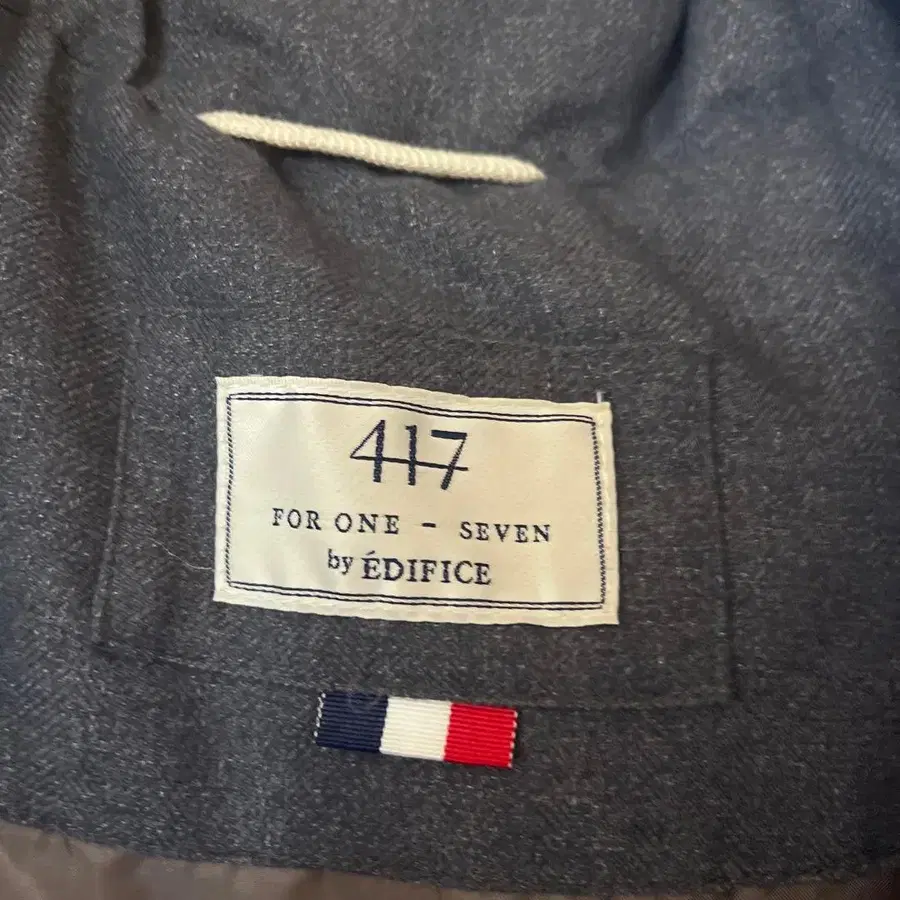 417
FOR ONE - SEVEN
by ÉDIFICE